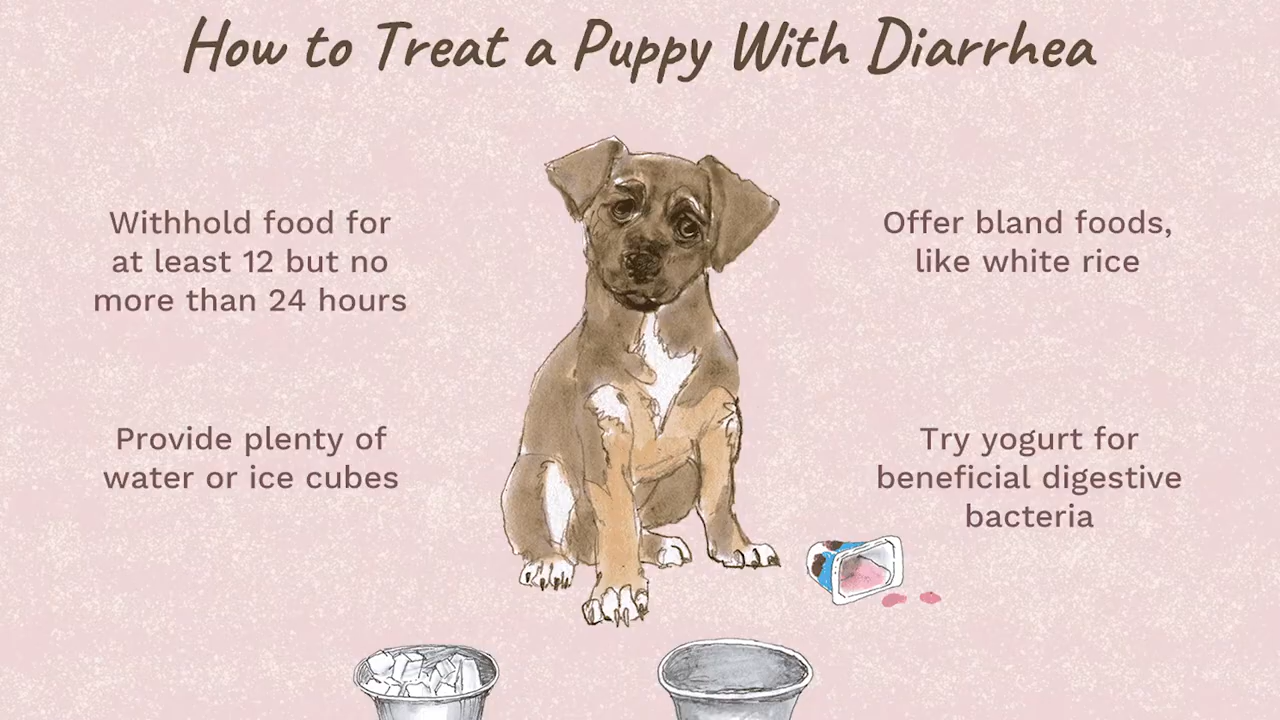 How to Treat a Puppy With Diarrhea
Withhold food for
at least 12 but no
more than 24 hours
Provide plenty of
water or ice cubes
Offer bland foods,
like white rice
Try yogurt for
beneficial digestive
bacteria